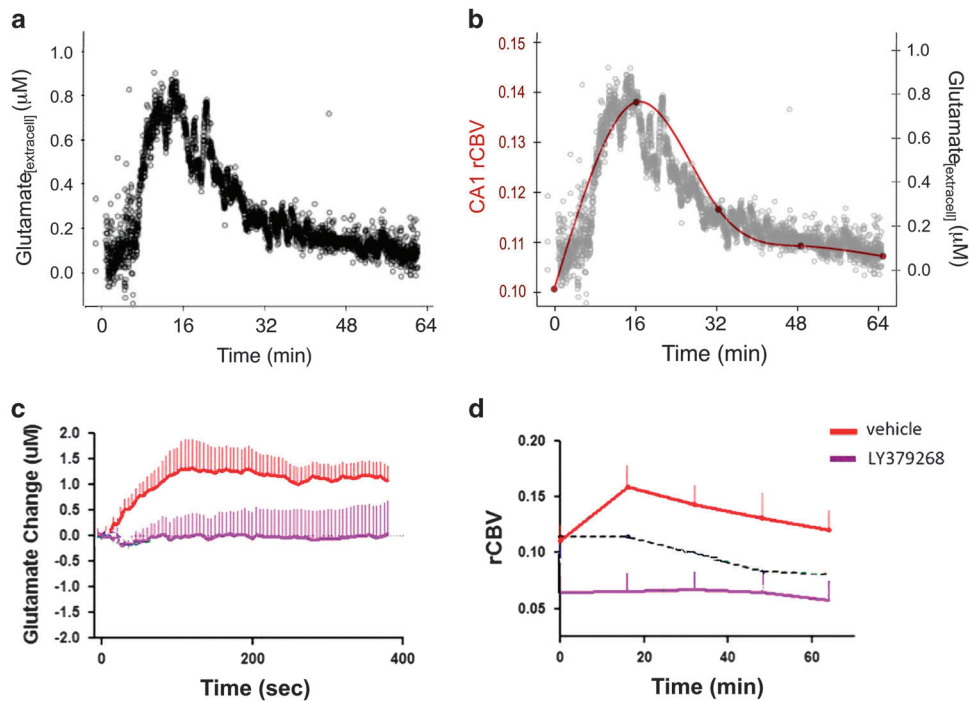 a
Glutamate[extracell] (μM)
1.0
0.8
0.6
0.4
0.2
0.0
0 16 32 48 64
Time (min)
b
CA1 rCBV
0.15
0.14
0.13
0.12
0.11
0.10
1.0
0.8
0.6
0.4
0.2
0.0
Glutamate[extracell] (μM)
0 16 32 48 64
Time (min)
c
Glutamate Change (uM)
2.0
1.5
1.0
0.5
0.0
-0.5
-1.0
-1.5
-2.0
0 200 400
Time (sec)
d
rCBV
0.20
0.15
0.10
0.05
0 20 40 60
Time (min)
vehicle
LY379268